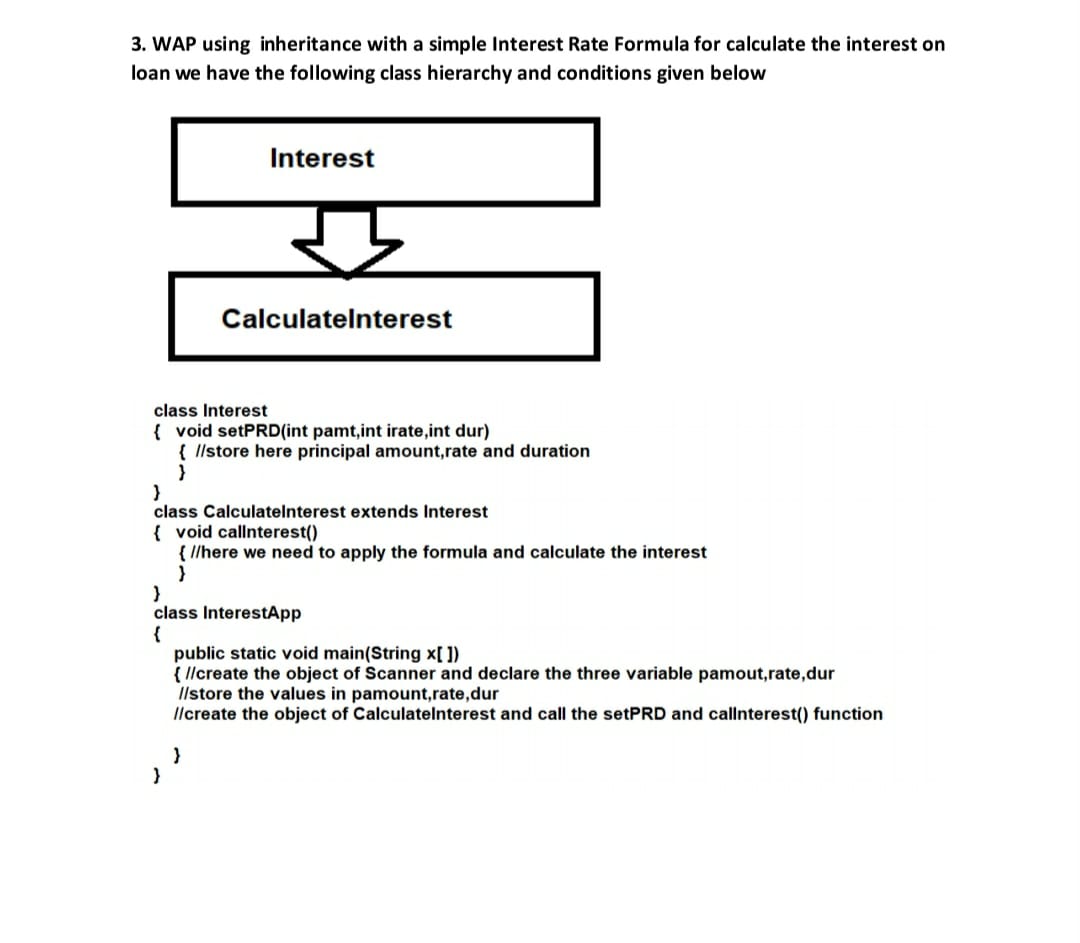 3. WAP using inheritance with a simple Interest Rate Formula for calculate the interest on
loan we have the following class hierarchy and conditions given below
Interest
CalculateInterest
class Interest
{ void setPRD(int pamt,int irate,int dur)
{ //store here principal amount,rate and duration
}
}
class CalculateInterest extends Interest
{ void calInterest()
{ //here we need to apply the formula and calculate the interest
}
}
class InterestApp
{
public static void main(String x[ ])
{ //create the object of Scanner and declare the three variable pamout,rate,dur
//store the values in pamount,rate,dur
//create the object of CalculateInterest and call the setPRD and calInterest() function
}
}